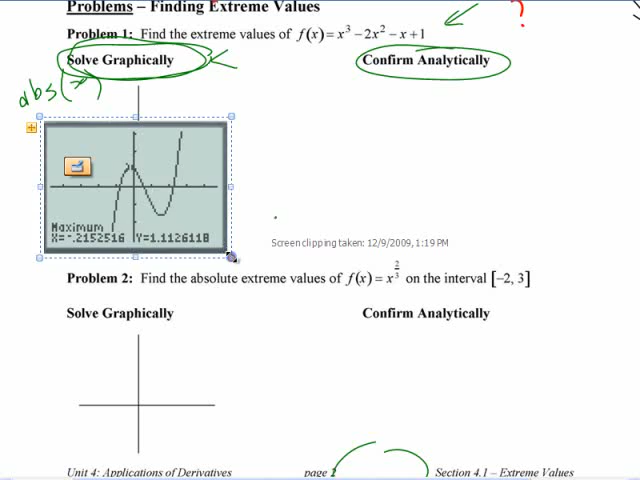 Problems – Finding Extreme Values
?
Problem 1: Find the extreme values of f(x) = x³ − 2x² − x + 1
Solve Graphically
Confirm Analytically
abs(x)
Maximum
X=-.2152516 Y=1.1126118
Screen clipping taken: 12/9/2009, 1:19 PM
Problem 2: Find the absolute extreme values of f(x) = x^(2/3) on the interval [−2, 3]
Solve Graphically
Confirm Analytically
Unit 4: Applications of Derivatives
page 2
Section 4.1 – Extreme Values